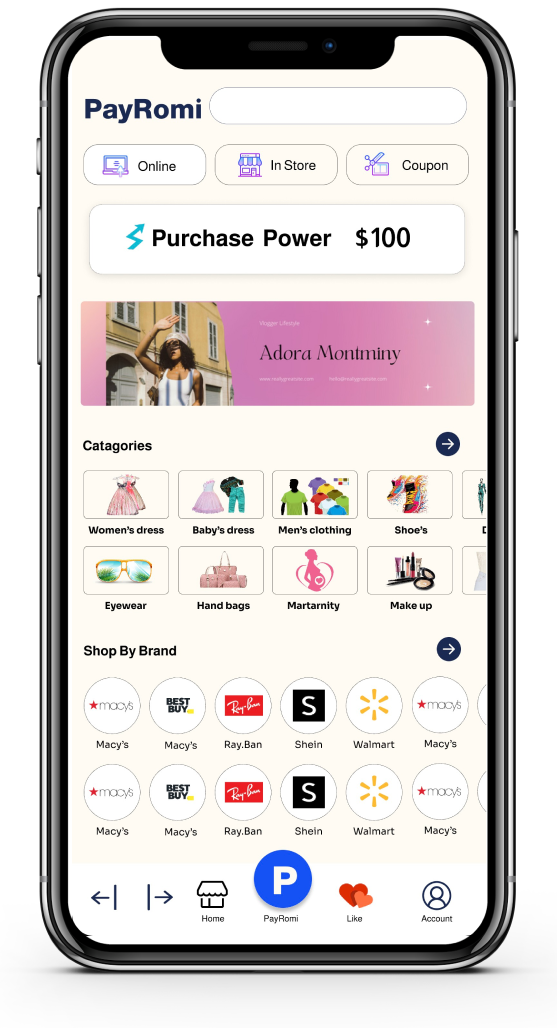 PayRomi
Online
In Store
Coupon
Purchase Power $100
Vlogger Lifestyle
Adora Montminy
Catagories
Women's dress
Baby's dress
Men's clothing
Shoe's
D
Eyewear
Hand bags
Martarnity
Make up
Shop By Brand
macy's
BEST BUY
Ray-Ban
S
macy's
Macy's
Macy's
Ray.Ban
Shein
Walmart
Macy's
macy's
BEST BUY
Ray-Ban
S
macy's
Macy's
Macy's
Ray.Ban
Shein
Walmart
Macy's
P
Home
PayRomi
Like
Account